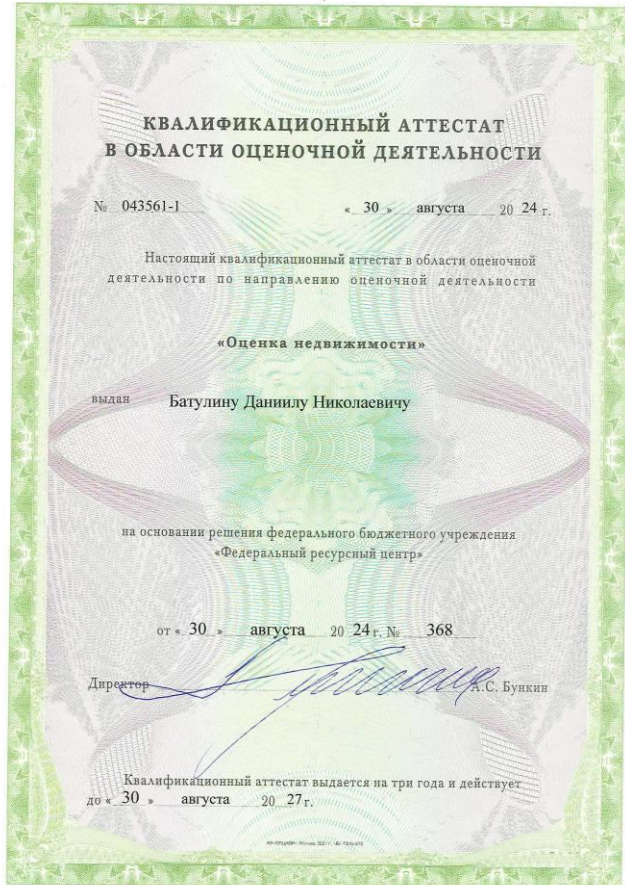 КВАЛИФИКАЦИОННЫЙ АТТЕСТАТ
В ОБЛАСТИ ОЦЕНОЧНОЙ ДЕЯТЕЛЬНОСТИ
№ 043561-1 « 30 » августа 20 24 г.
Настоящий квалификационный аттестат в области оценочной
деятельности по направлению оценочной деятельности
«Оценка недвижимости»
выдан Батулину Даниилу Николаевичу
на основании решения федерального бюджетного учреждения
«Федеральный ресурсный центр»
от « 30 » августа 20 24 г. № 368
Директор А.С. Бункин
Квалификационный аттестат выдается на три года и действует
до « 30 » августа 20 27 г.